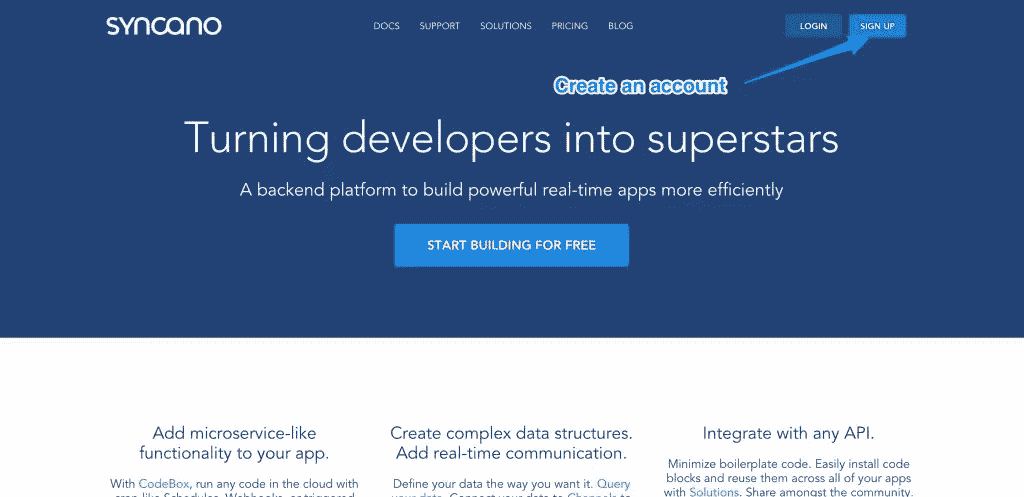 SYNCANO
DOCS SUPPORT SOLUTIONS PRICING BLOG LOGIN SIGN UP
Create an account
Turning developers into superstars
A backend platform to build powerful real-time apps more efficiently
START BUILDING FOR FREE
Add microservice-like
functionality to your app.
With CodeBox, run any code in the cloud with
Create complex data structures.
Add real-time communication.
Define your data the way you want it. Query
Integrate with any API.
Minimize boilerplate code. Easily install code
blocks and reuse them across all of your apps
with Solutions. Share amongst the community.